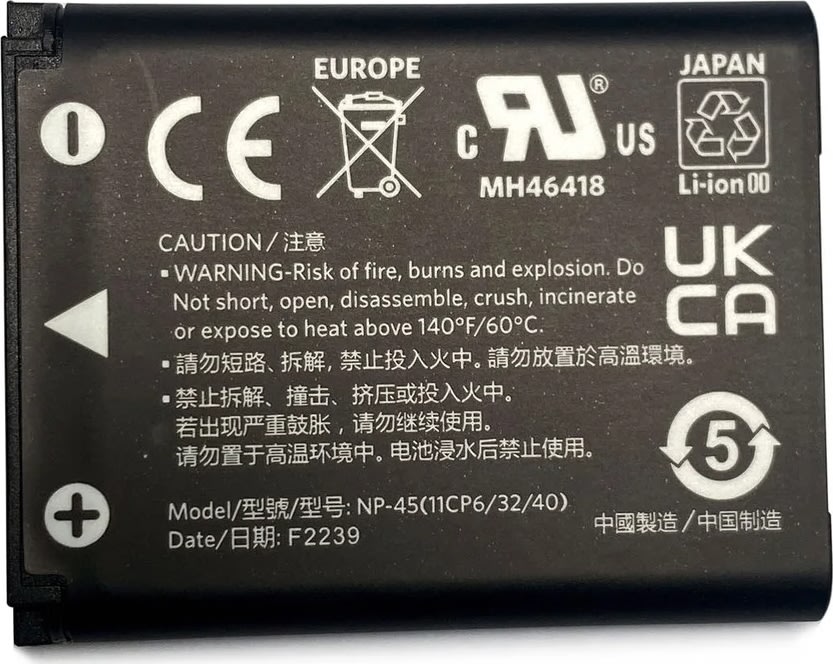 EUROPE
JAPAN
CE
c RU ® US
MH46418
Li-ion 00
UK
CA
CAUTION / 注意
▪ WARNING-Risk of fire, burns and explosion. Do
Not short, open, disassemble, crush, incinerate
or expose to heat above 140°F/60°C.
▪ 請勿短路、拆解, 禁止投入火中。請勿放置於高溫環境。
▪ 禁止拆解、撞击、挤压或投入火中。
若出现严重鼓胀，请勿继续使用。
请勿置于高温环境中。电池浸水后禁止使用。
5
Model/型號/型号: NP-45(11CP6/32/40)
Date/日期: F2239
中國製造 / 中国制造